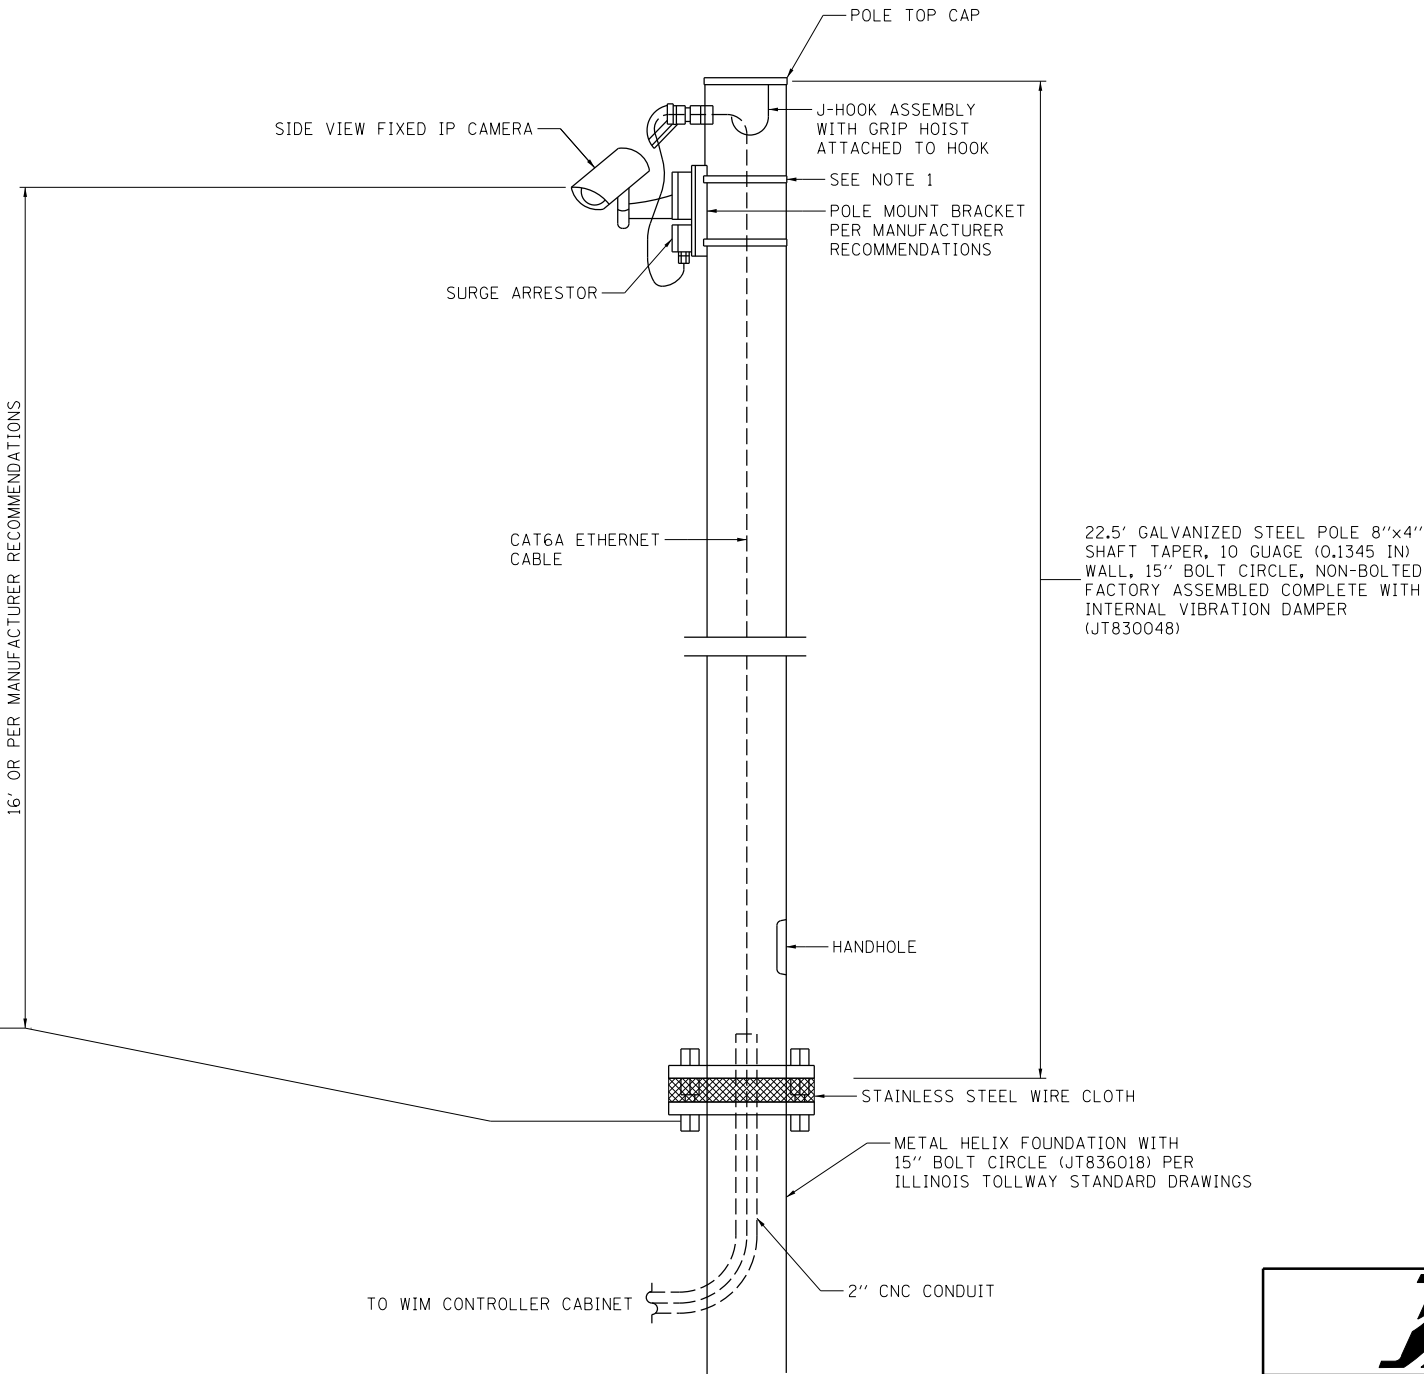 POLE TOP CAP
J-HOOK ASSEMBLY
WITH GRIP HOIST
ATTACHED TO HOOK
SIDE VIEW FIXED IP CAMERA
SEE NOTE 1
POLE MOUNT BRACKET
PER MANUFACTURER
RECOMMENDATIONS
SURGE ARRESTOR
16' OR PER MANUFACTURER RECOMMENDATIONS
CAT6A ETHERNET
CABLE
22.5' GALVANIZED STEEL POLE 8''x4''
SHAFT TAPER, 10 GUAGE (0.1345 IN)
WALL, 15'' BOLT CIRCLE, NON-BOLTED
FACTORY ASSEMBLED COMPLETE WITH
INTERNAL VIBRATION DAMPER
(JT830048)
HANDHOLE
STAINLESS STEEL WIRE CLOTH
METAL HELIX FOUNDATION WITH
15'' BOLT CIRCLE (JT836018) PER
ILLINOIS TOLLWAY STANDARD DRAWINGS
2'' CNC CONDUIT
TO WIM CONTROLLER CABINET